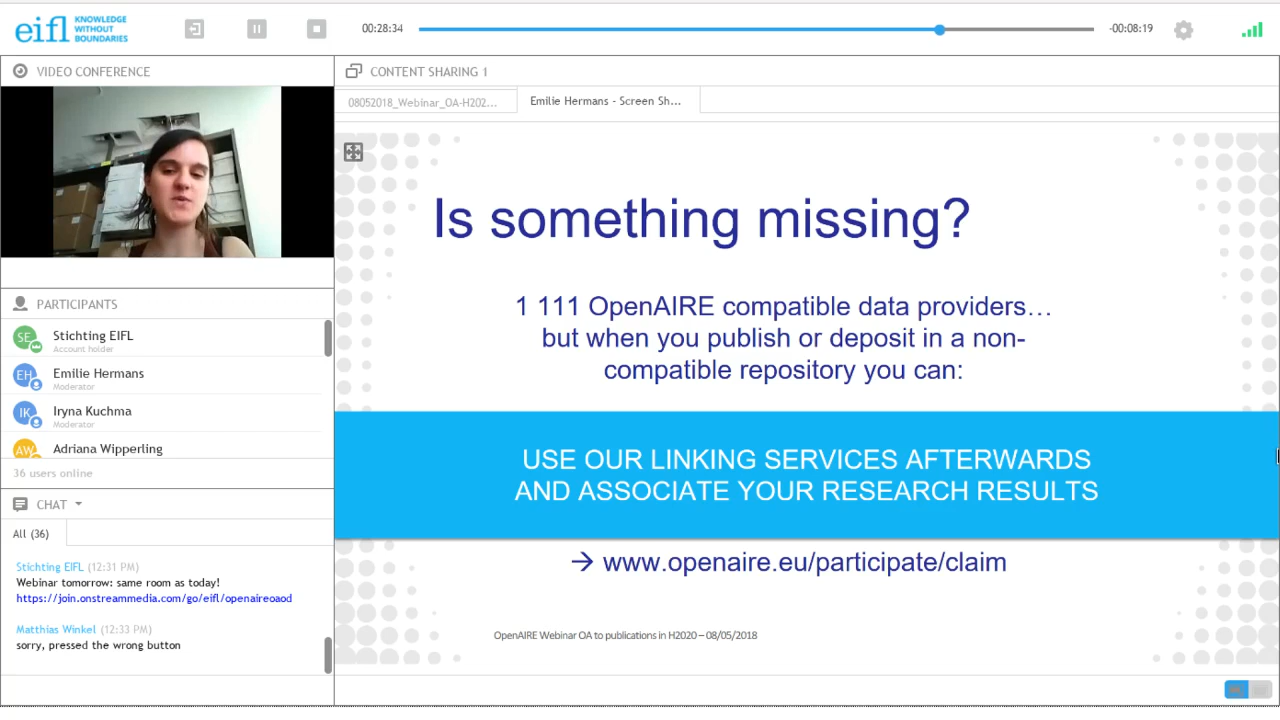 eifl KNOWLEDGE
WITHOUT
BOUNDARIES
00:28:34
-00:08:19
VIDEO CONFERENCE
CONTENT SHARING 1
08052018_Webinar_OA-H202...
Emilie Hermans - Screen Sh...
Is something missing?
1 111 OpenAIRE compatible data providers…
but when you publish or deposit in a non-
compatible repository you can:
USE OUR LINKING SERVICES AFTERWARDS
AND ASSOCIATE YOUR RESEARCH RESULTS
→ www.openaire.eu/participate/claim
OpenAIRE Webinar OA to publications in H2020 – 08/05/2018
PARTICIPANTS
SE Stichting EIFL
Account holder
EH Emilie Hermans
Moderator
IK Iryna Kuchma
Moderator
AW Adriana Wipperling
36 users online
CHAT
All (36)
Stichting EIFL (12:31 PM)
Webinar tomorrow: same room as today!
https://join.onstreammedia.com/go/eifl/openaireoaod
Matthias Winkel (12:33 PM)
sorry, pressed the wrong button